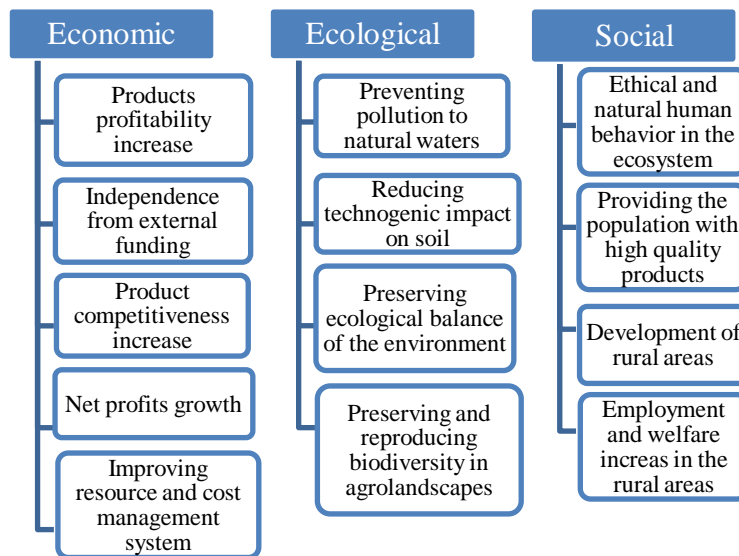 Economic
Products
profitability
increase
Independence
from external
funding
Product
competitiveness
increase
Net profits growth
Improving
resource and cost
management
system
Ecological
Preventing
pollution to
natural waters
Reducing
technogenic impact
on soil
Preserving
ecological balance
of the environment
Preserving and
reproducing
biodiversity in
agrolandscapes
Social
Ethical and
natural human
behavior in the
ecosystem
Providing the
population with
high quality
products
Development of
rural areas
Employment
and welfare
increas in the
rural areas